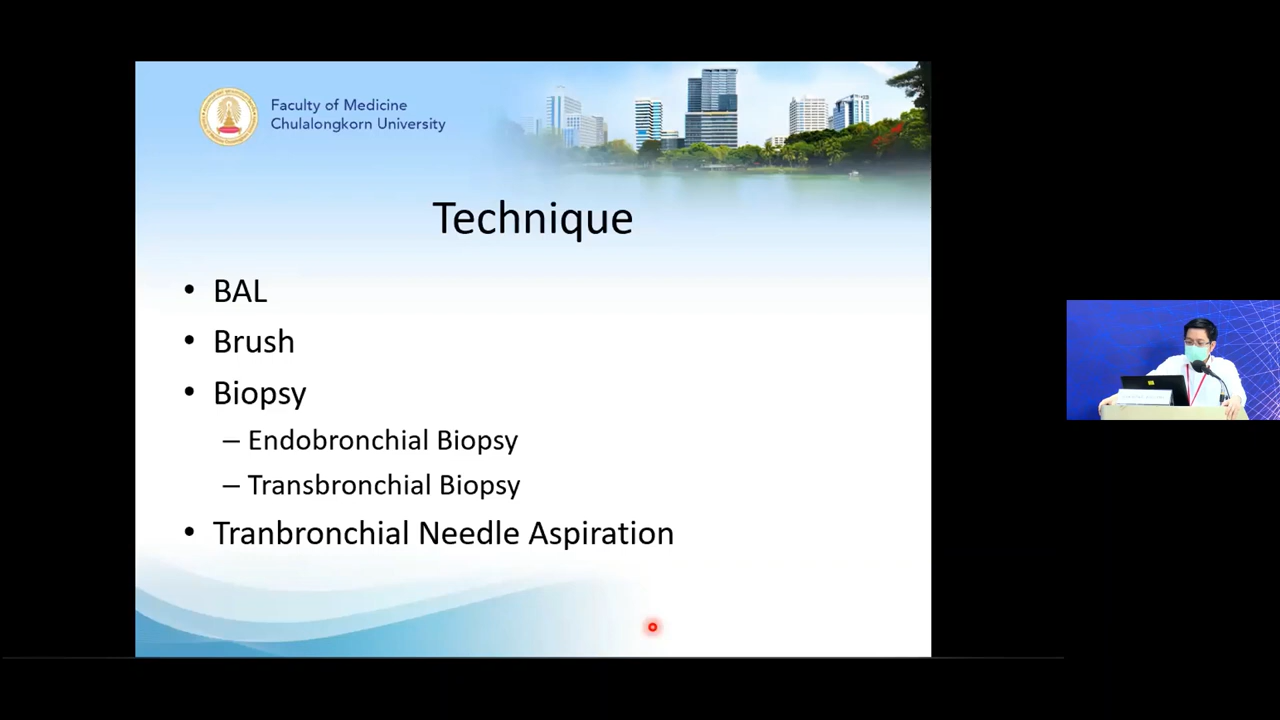 Faculty of Medicine
Chulalongkorn University
Technique
• BAL
• Brush
• Biopsy
– Endobronchial Biopsy
– Transbronchial Biopsy
• Tranbronchial Needle Aspiration